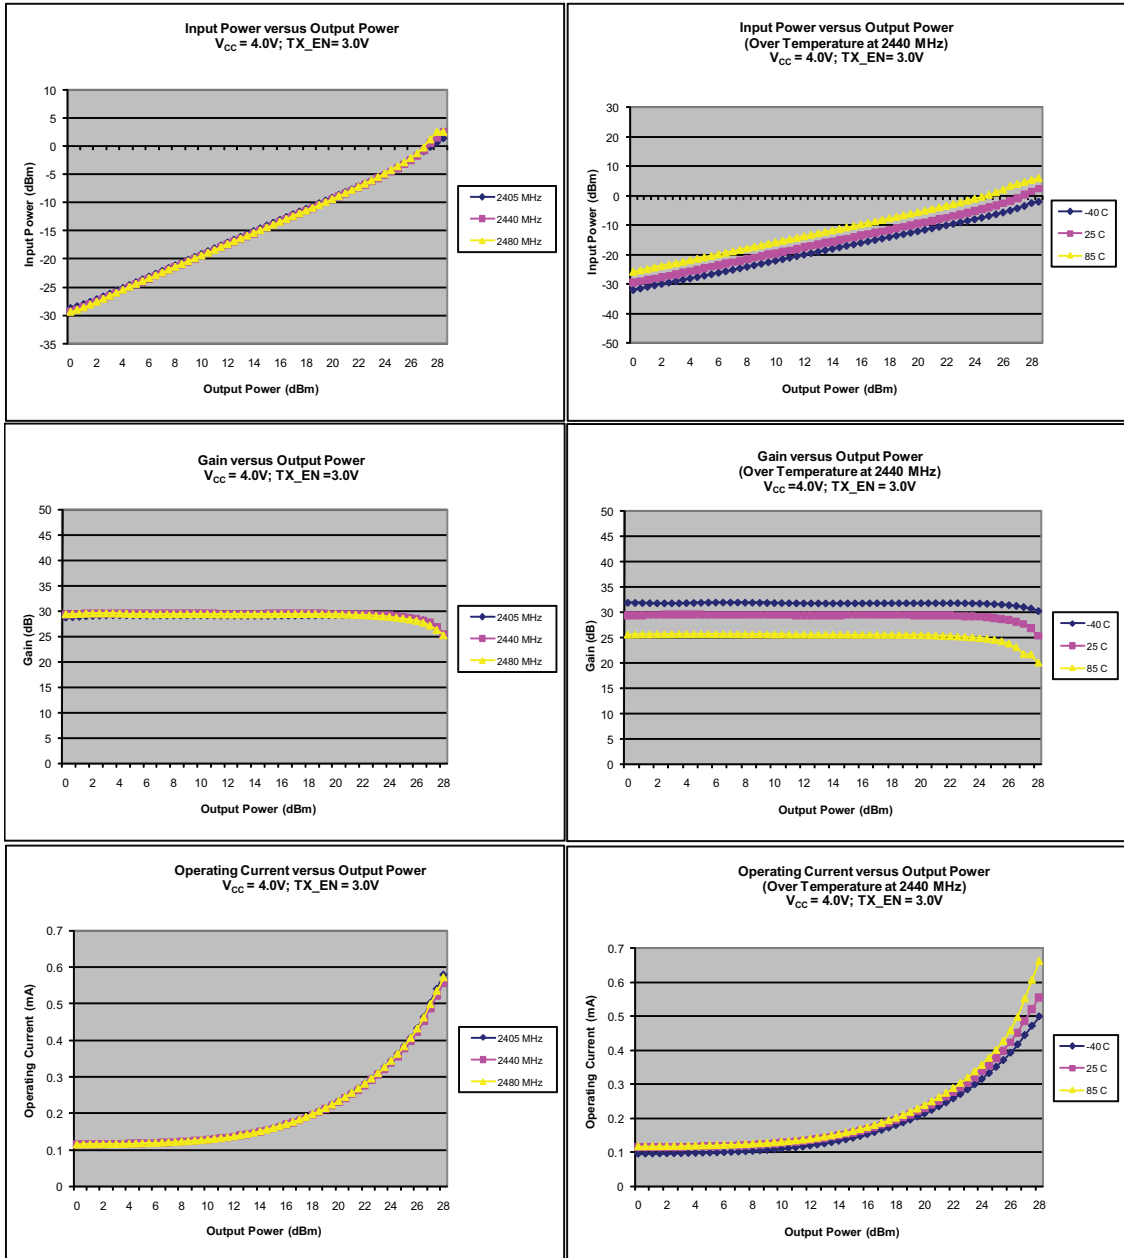 Input Power versus Output Power
VCC = 4.0V; TX_EN= 3.0V
10
5
0
-5
-10
-15
-20
-25
-30
-35
Input Power (dBm)
0 2 4 6 8 10 12 14 16 18 20 22 24 26 28
Output Power (dBm)
2405 MHz
2440 MHz
2480 MHz
Input Power versus Output Power
(Over Temperature at 2440 MHz)
VCC = 4.0V; TX_EN= 3.0V
30
20
10
0
-10
-20
-30
-40
-50
Input Power (dBm)
0 2 4 6 8 10 12 14 16 18 20 22 24 26 28
Output Power (dBm)
-40 C
25 C
85 C
Gain versus Output Power
VCC = 4.0V; TX_EN =3.0V
50
45
40
35
30
25
20
15
10
5
0
Gain (dB)
0 2 4 6 8 10 12 14 16 18 20 22 24 26 28
Output Power (dBm)
2405 MHz
2440 MHz
2480 MHz
Gain versus Output Power
(Over Temperature at 2440 MHz)
VCC =4.0V; TX_EN = 3.0V
50
45
40
35
30
25
20
15
10
5
0
Gain (dB)
0 2 4 6 8 10 12 14 16 18 20 22 24 26 28
Output Power (dBm)
-40 C
25 C
85 C
Operating Current versus Output Power
VCC = 4.0V; TX_EN = 3.0V
0.7
0.6
0.5
0.4
0.3
0.2
0.1
0
Operating Current (mA)
0 2 4 6 8 10 12 14 16 18 20 22 24 26 28
Output Power (dBm)
2405 MHz
2440 MHz
2480 MHz
Operating Current versus Output Power
(Over Temperature at 2440 MHz)
VCC = 4.0V; TX_EN = 3.0V
0.7
0.6
0.5
0.4
0.3
0.2
0.1
0
Operating Current (mA)
0 2 4 6 8 10 12 14 16 18 20 22 24 26 28
Output Power (dBm)
-40 C
25 C
85 C